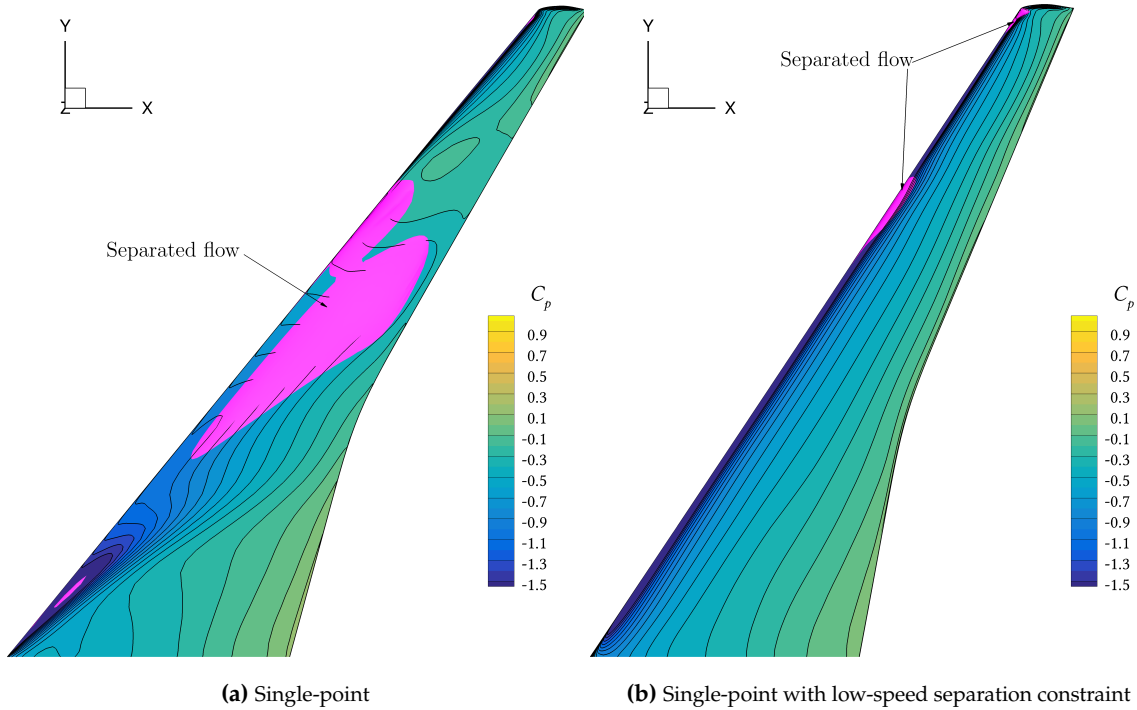 Y
Z
X
Separated flow
C_p
0.9
0.7
0.5
0.3
0.1
-0.1
-0.3
-0.5
-0.7
-0.9
-1.1
-1.3
-1.5
(a) Single-point
Y
Z
X
Separated flow
C_p
0.9
0.7
0.5
0.3
0.1
-0.1
-0.3
-0.5
-0.7
-0.9
-1.1
-1.3
-1.5
(b) Single-point with low-speed separation constraint